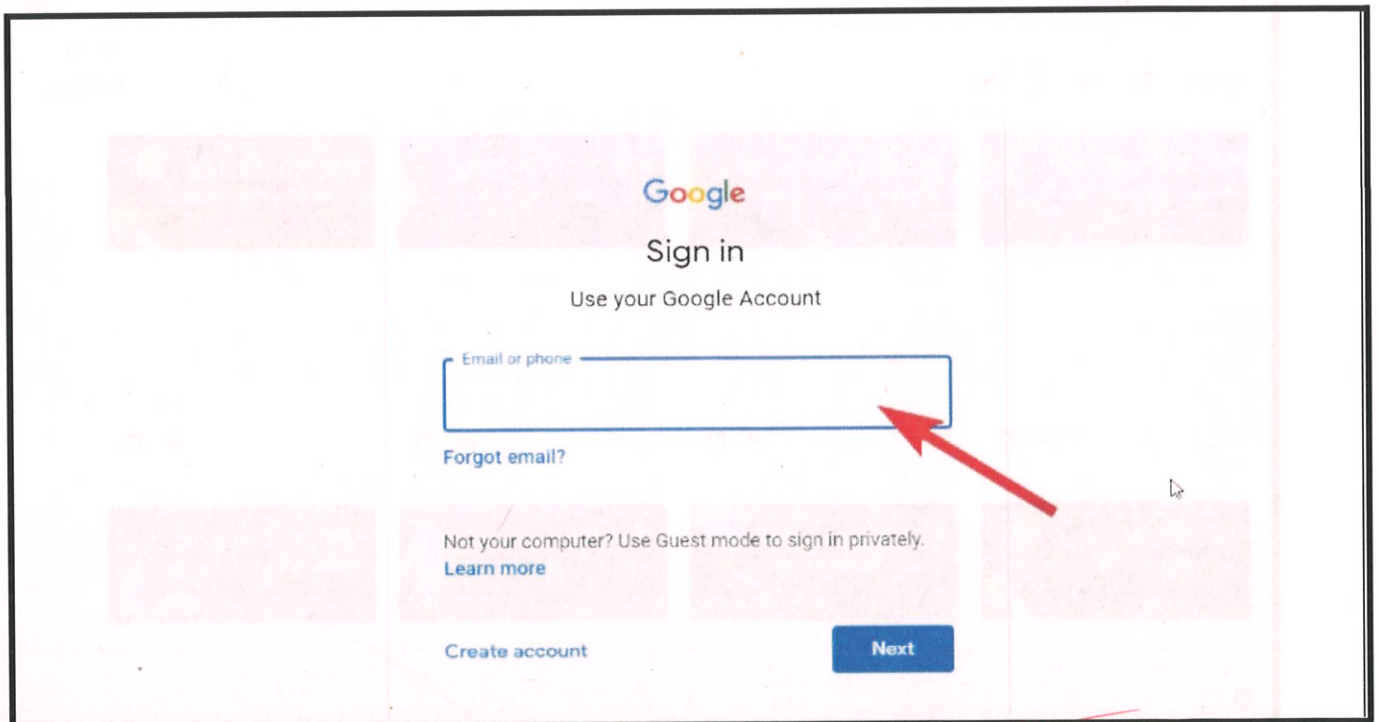 Google
Sign in
Use your Google Account
Email or phone
Forgot email?
Not your computer? Use Guest mode to sign in privately.
Learn more
Create account
Next